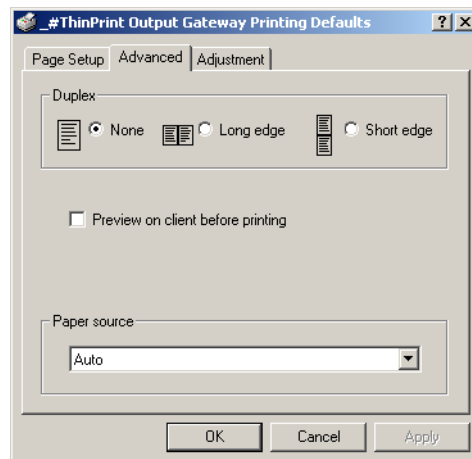 _#ThinPrint Output Gateway Printing Defaults
Page Setup Advanced Adjustment
Duplex
None Long edge Short edge
Preview on client before printing
Paper source
Auto
OK Cancel Apply